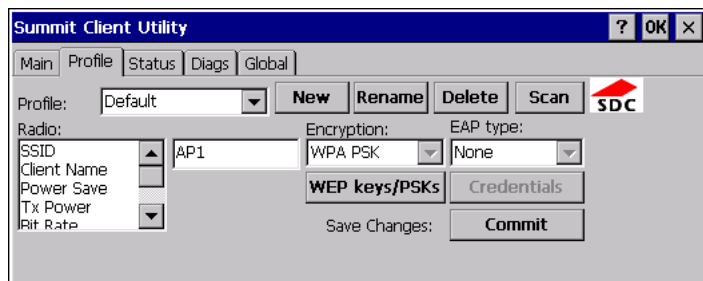 Summit Client Utility ? OK ×
Main Profile Status Diags Global
Profile: Default New Rename Delete Scan SDC
Radio: Encryption: EAP type:
SSID AP1 WPA PSK None
Client Name
Power Save WEP keys/PSKs Credentials
Tx Power
Bit Rate Save Changes: Commit